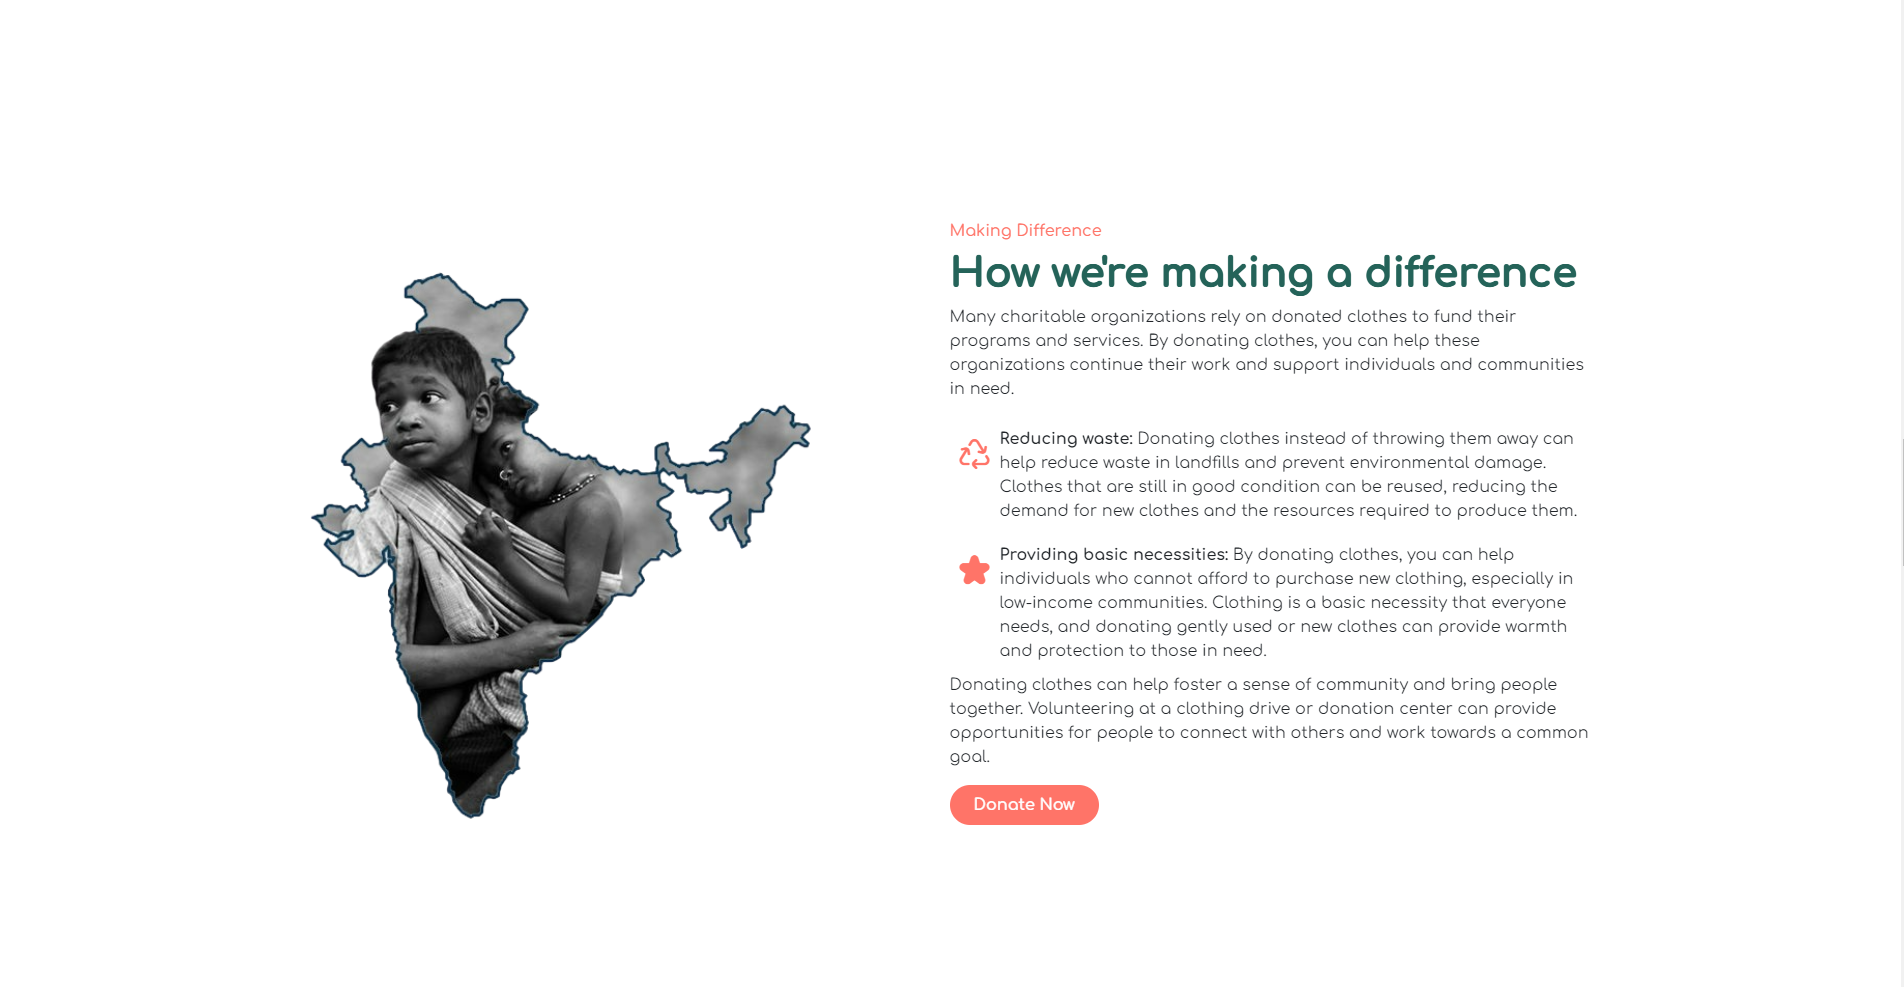 Making Difference
How we're making a difference
Many charitable organizations rely on donated clothes to fund their
programs and services. By donating clothes, you can help these
organizations continue their work and support individuals and communities
in need.
Reducing waste: Donating clothes instead of throwing them away can
help reduce waste in landfills and prevent environmental damage.
Clothes that are still in good condition can be reused, reducing the
demand for new clothes and the resources required to produce them.
Providing basic necessities: By donating clothes, you can help
individuals who cannot afford to purchase new clothing, especially in
low-income communities. Clothing is a basic necessity that everyone
needs, and donating gently used or new clothes can provide warmth
and protection to those in need.
Donating clothes can help foster a sense of community and bring people
together. Volunteering at a clothing drive or donation center can provide
opportunities for people to connect with others and work towards a common
goal.
Donate Now